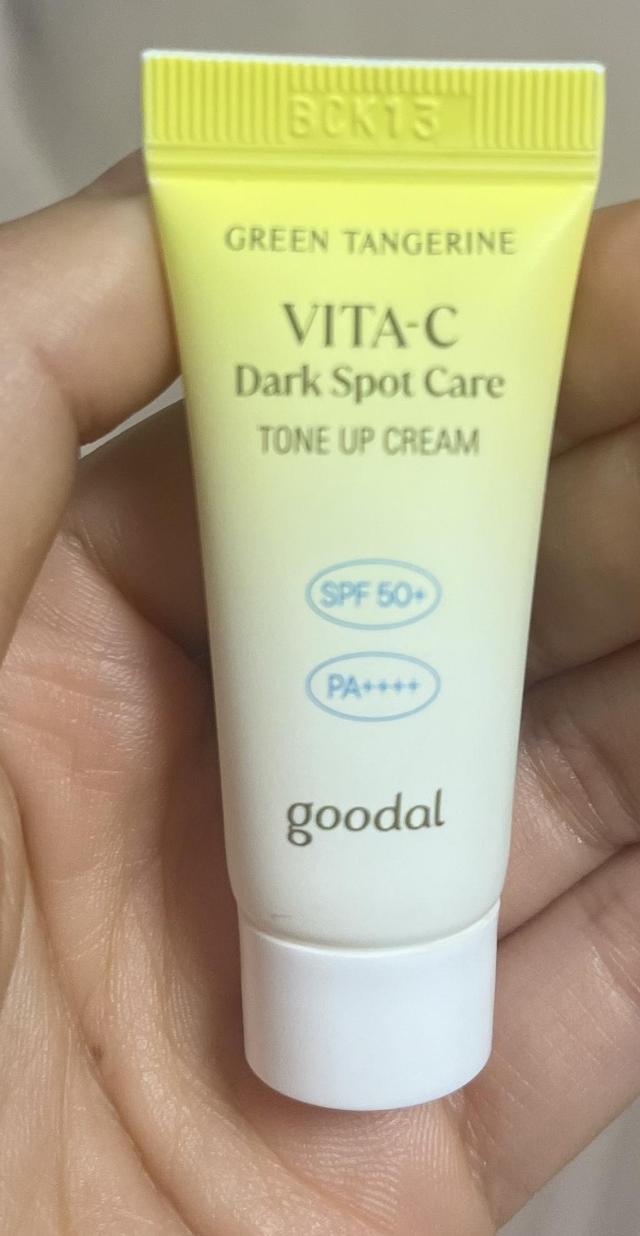 BCK13
GREEN TANGERINE
VITA-C
Dark Spot Care
TONE UP CREAM
SPF 50+
PA++++
goodal